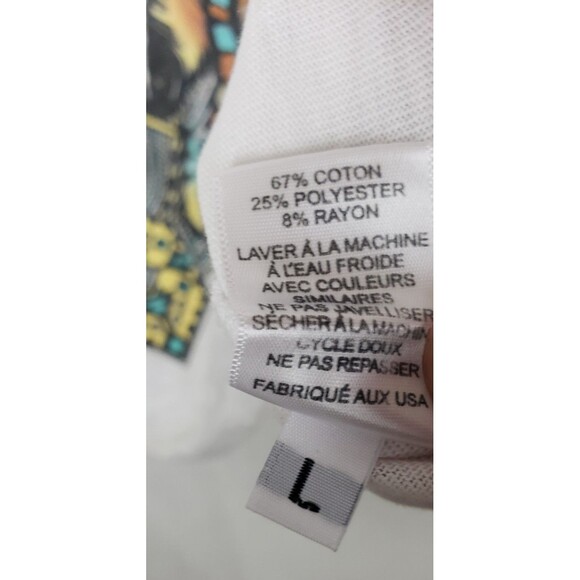 67% COTON
25% POLYESTER
8% RAYON
LAVER À LA MACHINE
À L'EAU FROIDE
AVEC COULEURS
SIMILAIRES
NE PAS JAVELLISER
SÉCHER À LA MACHIN
CYCLE DOUX
NE PAS REPASSER
FABRIQUÉ AUX USA
L